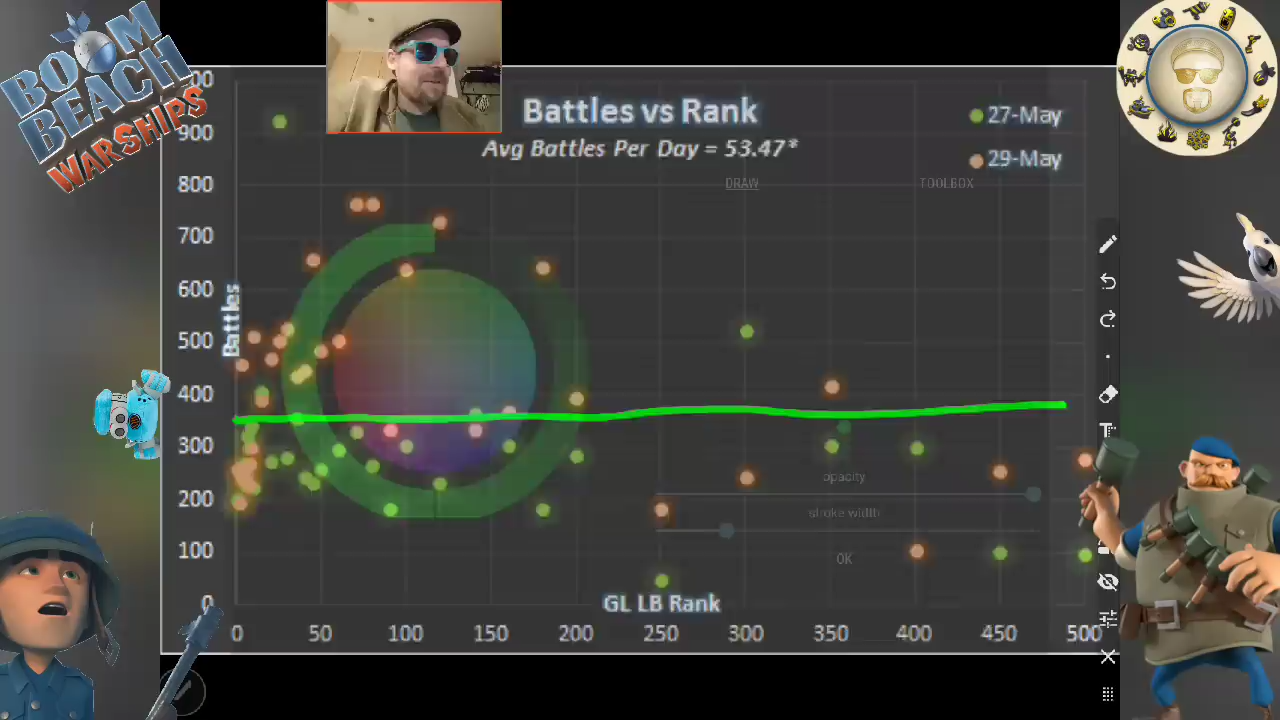 BOOM
BEACH
WARSHIPS
Battles vs Rank
Avg Battles Per Day = 53.47*
27-May
29-May
DRAW
TOOLBOX
900
800
700
600
500
400
300
200
100
0
Battles
opacity
stroke width
OK
GL LB Rank
0 50 100 150 200 250 300 350 400 450 500